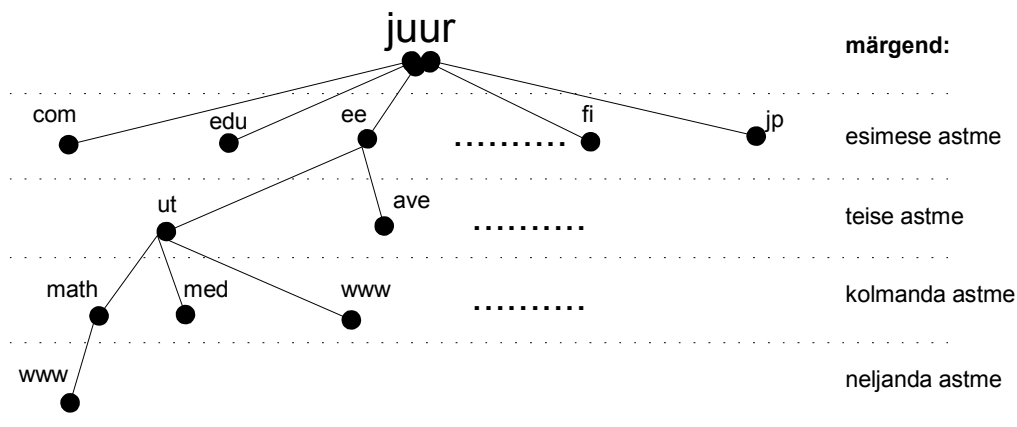 juur
märgend:
com edu ee .......... fi jp esimese astme
ut ave .......... teise astme
math med www .......... kolmanda astme
www neljanda astme